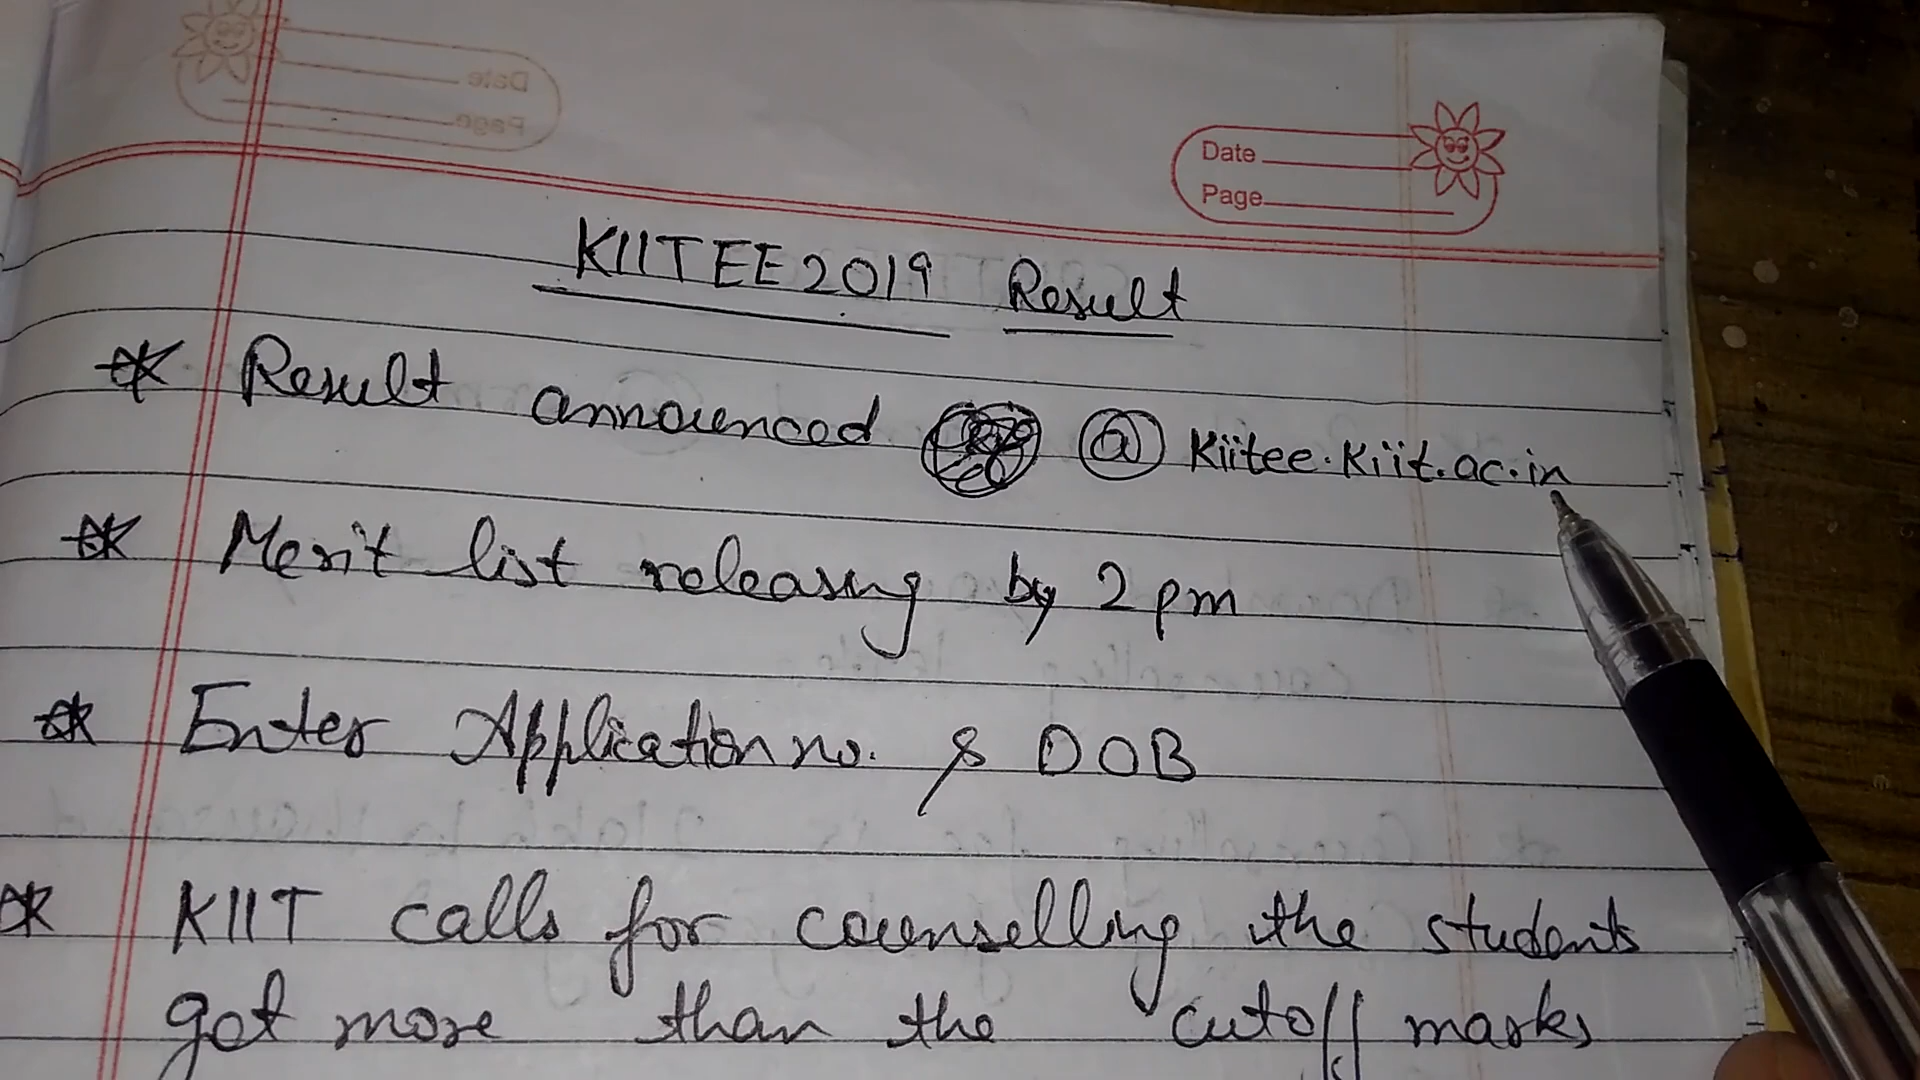 Date
Page
Date
Page
KIITEE 2019 Result
Result announced @ Kiitee.Kiit.ac.in
Merit list releasing by 2 pm
Enter Application no. & DOB
KIIT calls for counselling the students
got more than the cutoff marks